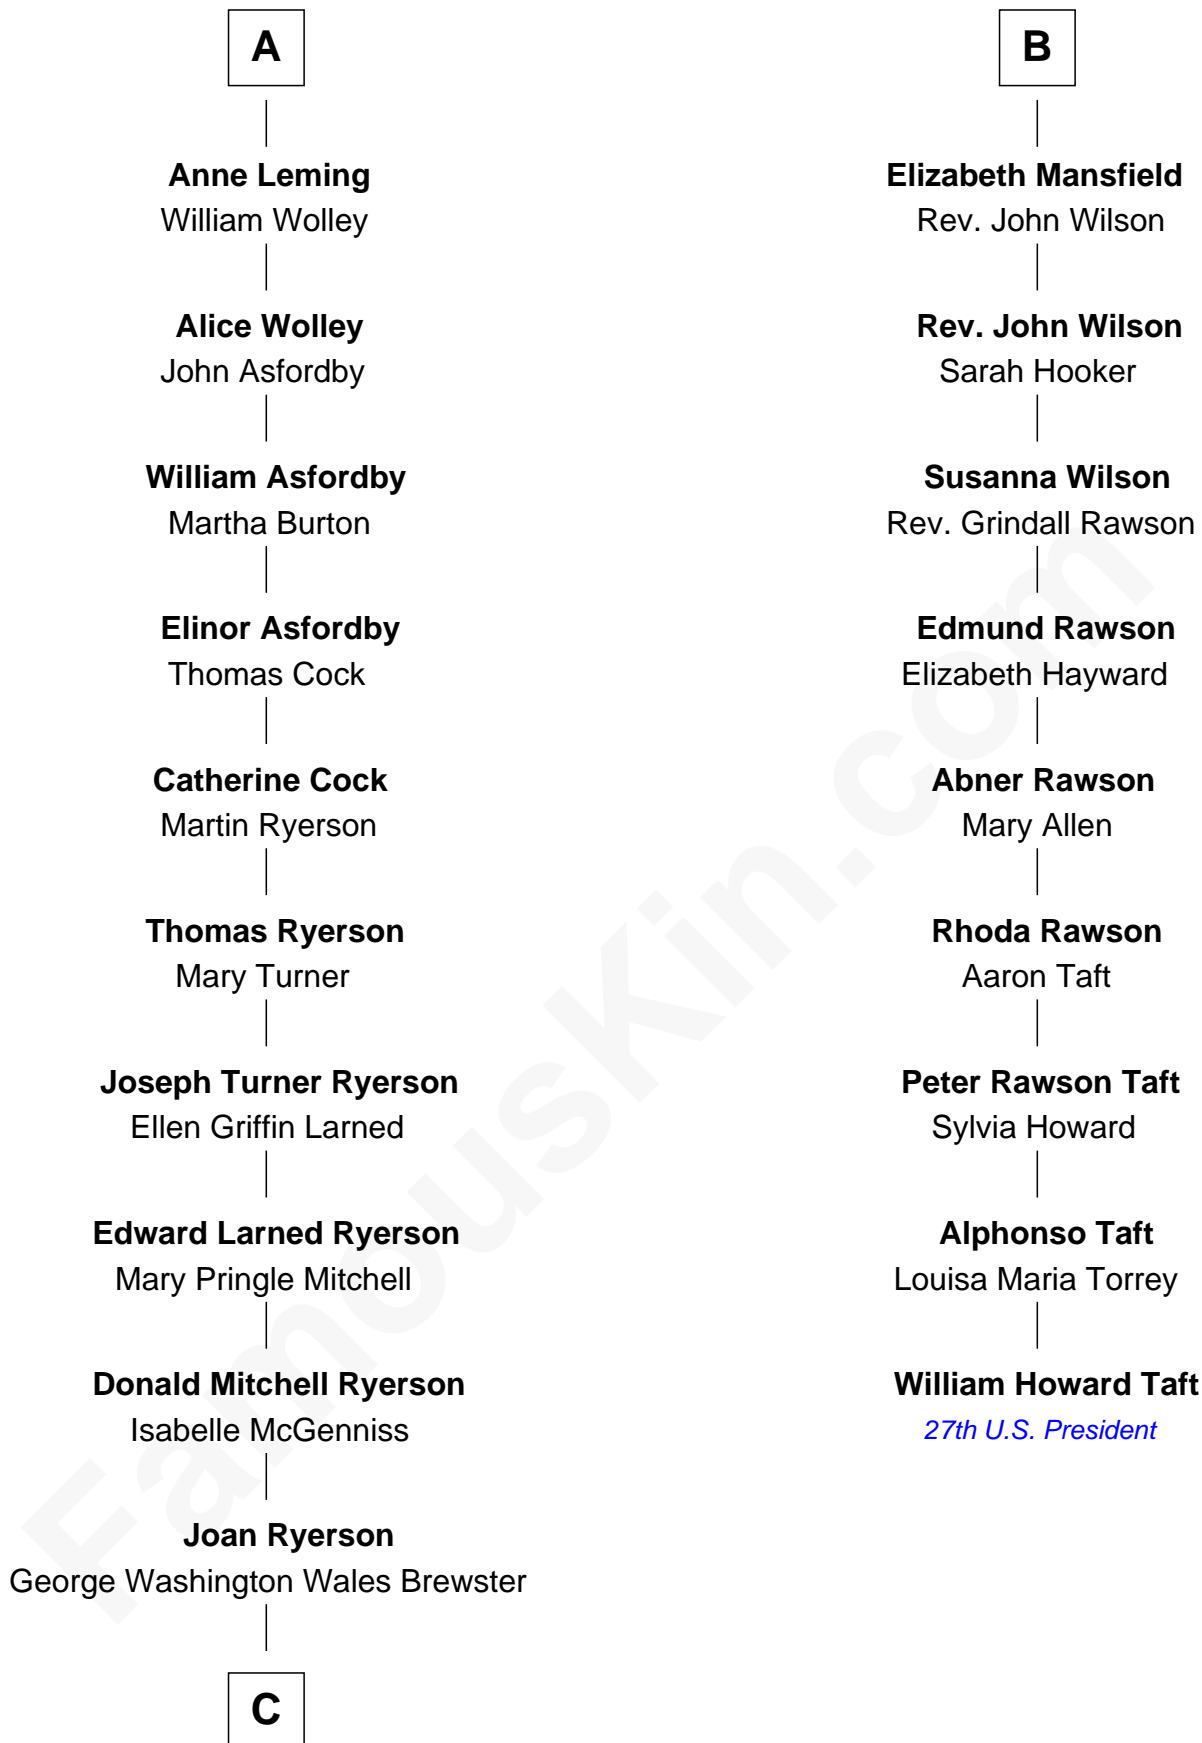 A
Anne Leming
William Wolley
Alice Wolley
John Asfordby
William Asfordby
Martha Burton
Elinor Asfordby
Thomas Cock
Catherine Cock
Martin Ryerson
Thomas Ryerson
Mary Turner
Joseph Turner Ryerson
Ellen Griffin Larned
Edward Larned Ryerson
Mary Pringle Mitchell
Donald Mitchell Ryerson
Isabelle McGenniss
Joan Ryerson
George Washington Wales Brewster
C
B
Elizabeth Mansfield
Rev. John Wilson
Rev. John Wilson
Sarah Hooker
Susanna Wilson
Rev. Grindall Rawson
Edmund Rawson
Elizabeth Hayward
Abner Rawson
Mary Allen
Rhoda Rawson
Aaron Taft
Peter Rawson Taft
Sylvia Howard
Alphonso Taft
Louisa Maria Torrey
William Howard Taft
27th U.S. President
FamousKin.com